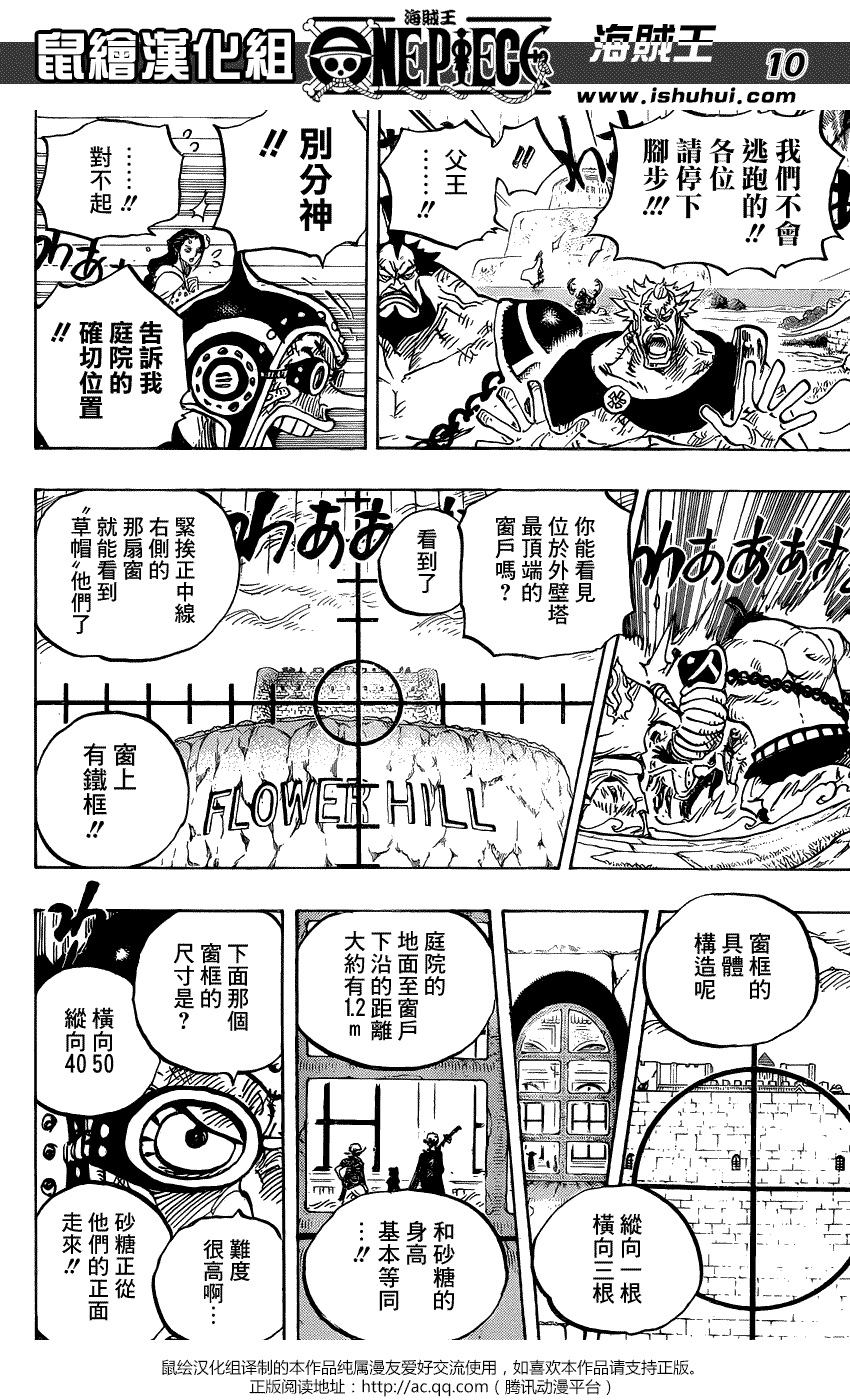 鼠繪漢化組
海賊王
ONE PIECE
海賊王
10
www.ishuhui.com
我們不會
逃跑的!!
各位
請停下
腳步!!!
父王
……!!
別分神
!!
……!!
對不起
告訴我
庭院的
確切位置
!!
わああ
你能看見
位於外壁塔
最頂端的
窗戶嗎?
看到了
緊挨正中線
右側的
那扇窗
就能看到
“草帽”他們了
窗上
有鐵框!!
わあああ
わああああ
FLOWER HILL
窗框的
具體
構造呢
縱向一根
橫向三根
庭院的
地面至窗戶
下沿的距離
大約有
1.2m
和砂糖的
身高
基本等同
…!!
下面那個
窗框的
尺寸是?
橫向50
縱向40
難度
很高啊…
砂糖正從
他們的正面
走來!!
わ
鼠绘汉化组译制的本作品纯属漫友爱好交流使用，如喜欢本作品请支持正版。
正版阅读地址：http://ac.qq.com（腾讯动漫平台）